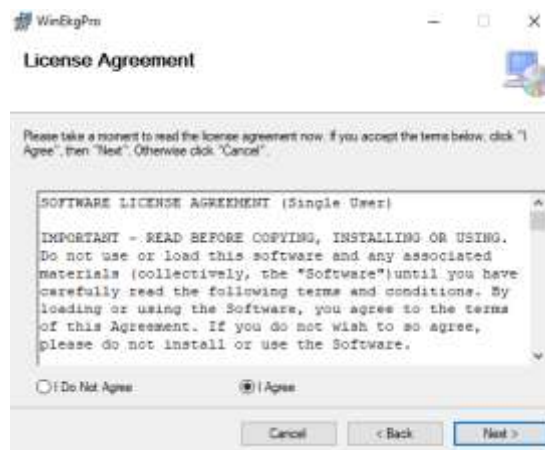 WinEkgPro
License Agreement
Please take a moment to read the license agreement now. If you accept the terms below, click "I
Agree", then "Next". Otherwise click "Cancel".
SOFTWARE LICENSE AGREEMENT (Single User)
IMPORTANT - READ BEFORE COPYING, INSTALLING OR USING.
Do not use or load this software and any associated
materials (collectively, the "Software")until you have
carefully read the following terms and conditions. By
loading or using the Software, you agree to the terms
of this Agreement. If you do not wish to so agree,
please do not install or use the Software.
I Do Not Agree
I Agree
Cancel
< Back
Next >